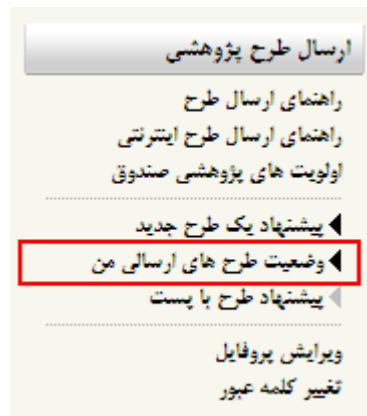 ارسال طرح پژوهشی
راهنمای ارسال طرح
راهنمای ارسال طرح اینترنتی
اولویت های پژوهشی صندوق
پیشنهاد یک طرح جدید
وضعیت طرح های ارسالی من
پیشنهاد طرح با پست
ویرایش پروفایل
تغییر کلمه عبور